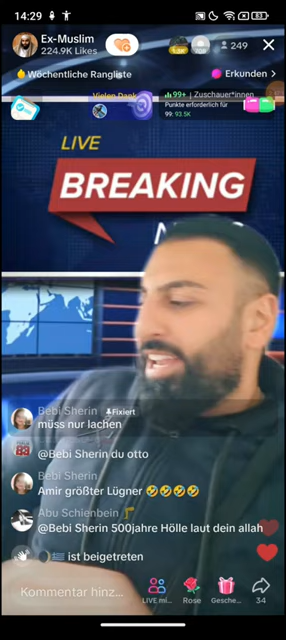 14:29
83
Ex-Muslim
224.9K Likes
249
Wöchentliche Rangliste
Erkunden >
Vielen Dank
99+ | Zuschauer*innen
Punkte erforderlich für
99: 93.5K
LIVE
BREAKING
Bebi Sherin Fixiert
müss nur lachen
@Bebi Sherin du otto
Bebi Sherin
Amir größter Lügner 🤣🤣🤣🤣
Abu Schienbein
@Bebi Sherin 500jahre Hölle laut dein allah
ist beigetreten
Kommentar hinz...
LIVE mi...
Rose
Gesche...
34